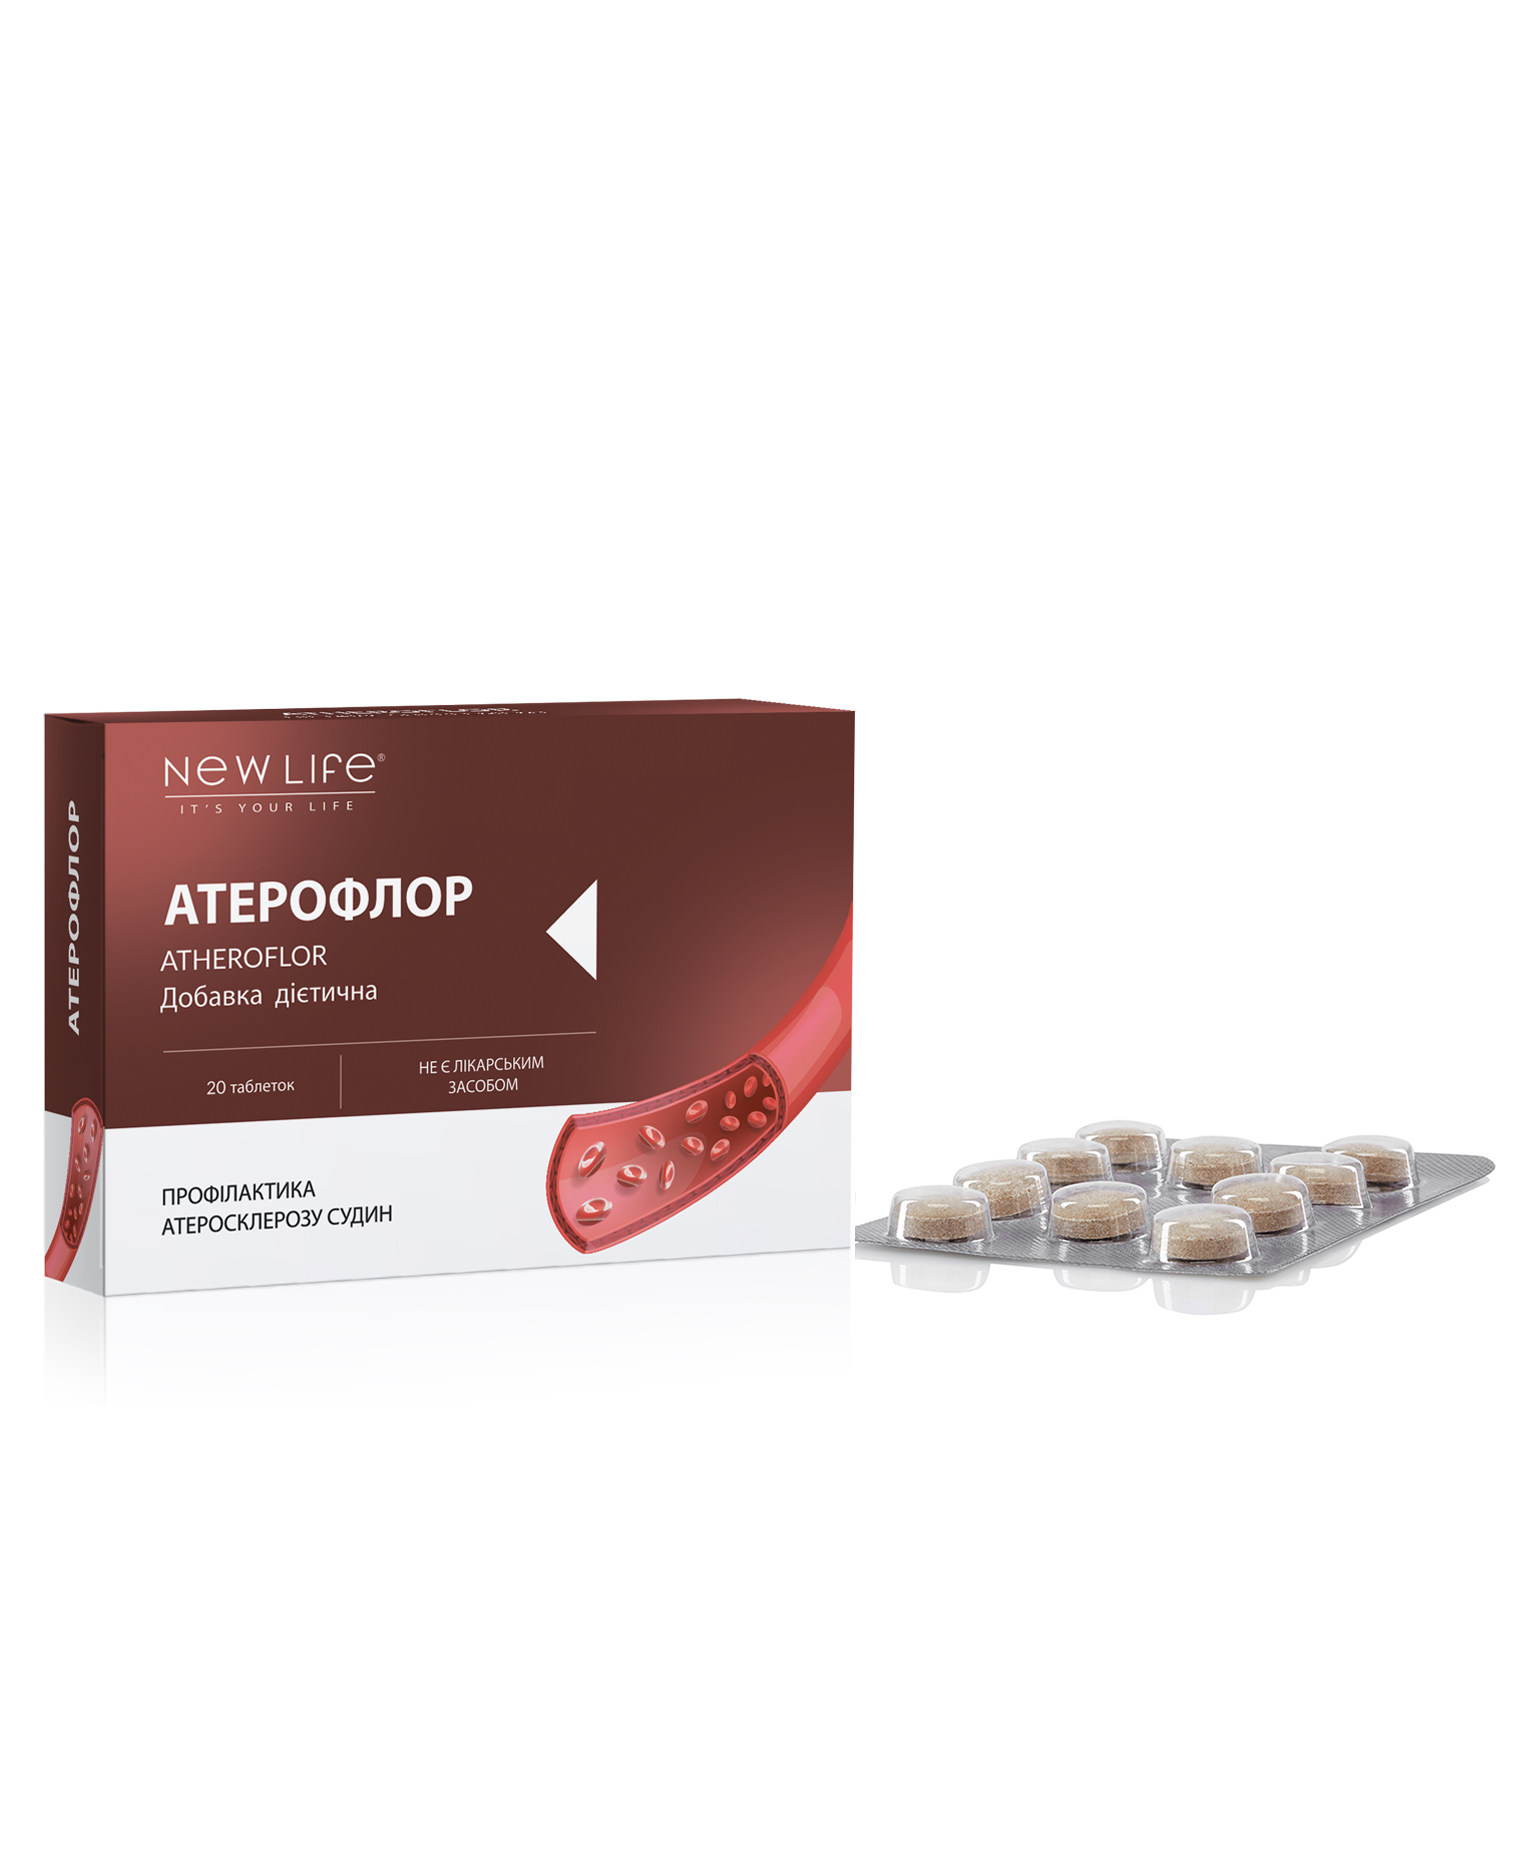 NEW LIFE®
IT'S YOUR LIFE
АТЕРОФЛОР
ATHEROFLOR
Добавка дієтична
20 таблеток
НЕ Є ЛІКАРСЬКИМ
ЗАСОБОМ
ПРОФІЛАКТИКА
АТЕРОСКЛЕРОЗУ СУДИН
АТЕРОФЛОР